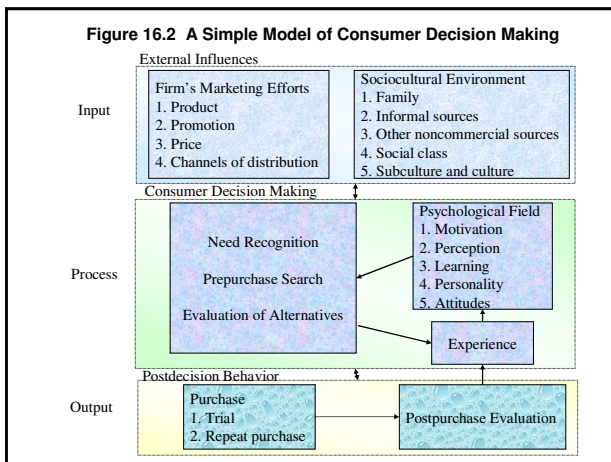 Figure 16.2 A Simple Model of Consumer Decision Making
External Influences
Input
Firm's Marketing Efforts
1. Product
2. Promotion
3. Price
4. Channels of distribution
Sociocultural Environment
1. Family
2. Informal sources
3. Other noncommercial sources
4. Social class
5. Subculture and culture
Consumer Decision Making
Process
Need Recognition
Prepurchase Search
Evaluation of Alternatives
Psychological Field
1. Motivation
2. Perception
3. Learning
4. Personality
5. Attitudes
Experience
Postdecision Behavior
Output
Purchase
1. Trial
2. Repeat purchase
Postpurchase Evaluation